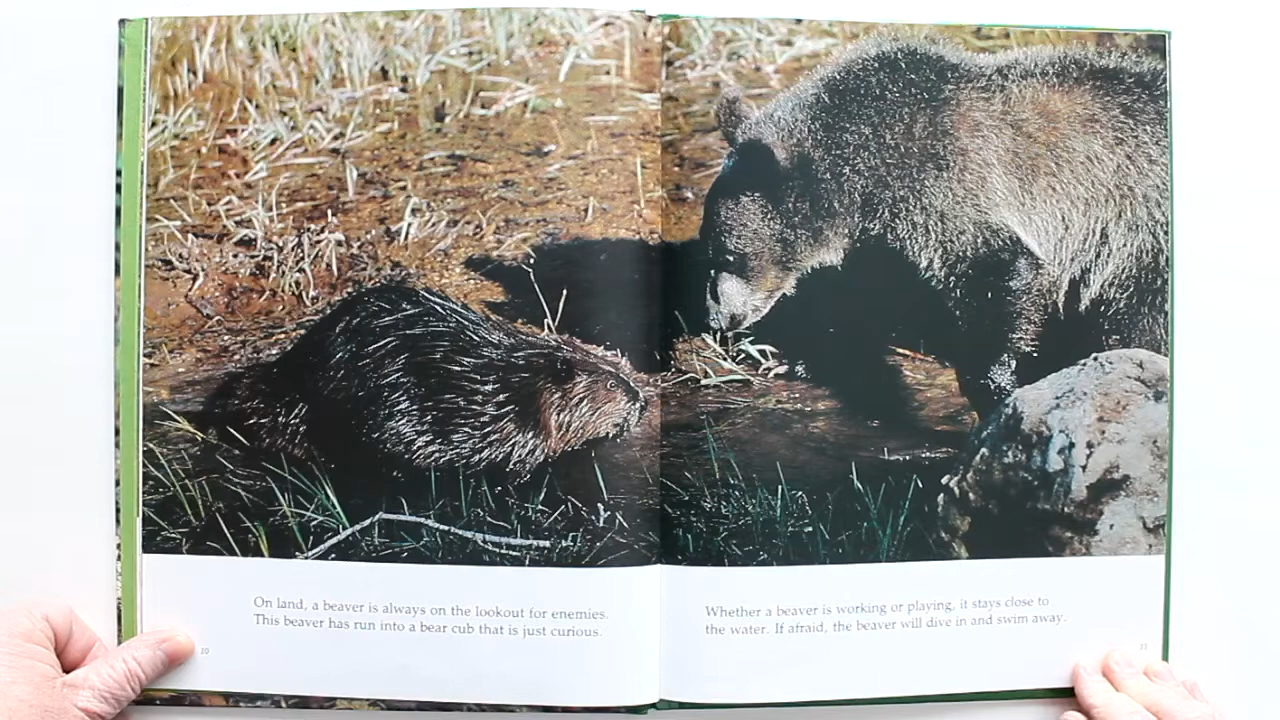 On land, a beaver is always on the lookout for enemies.
This beaver has run into a bear cub that is just curious.
10
Whether a beaver is working or playing, it stays close to
the water. If afraid, the beaver will dive in and swim away.
11